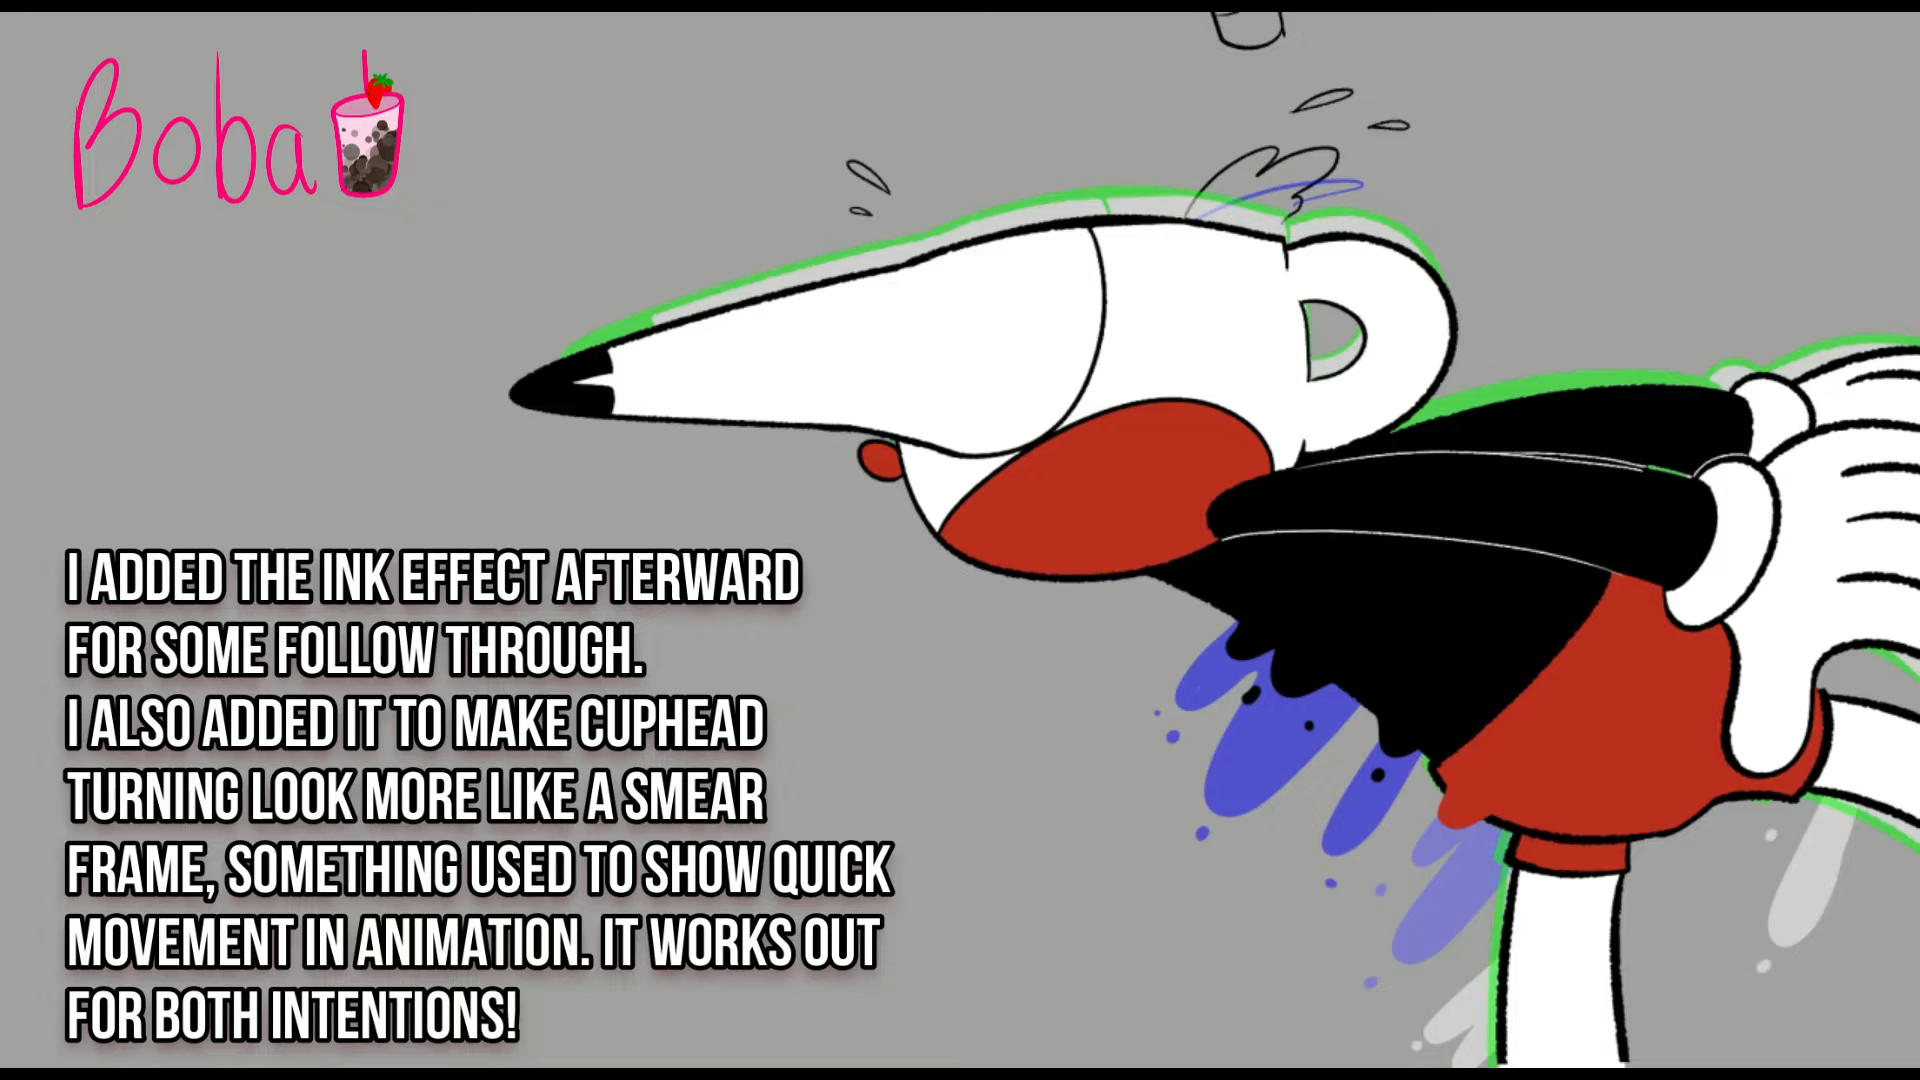 Boba
I ADDED THE INK EFFECT AFTERWARD
FOR SOME FOLLOW THROUGH.
I ALSO ADDED IT TO MAKE CUPHEAD
TURNING LOOK MORE LIKE A SMEAR
FRAME, SOMETHING USED TO SHOW QUICK
MOVEMENT IN ANIMATION. IT WORKS OUT
FOR BOTH INTENTIONS!